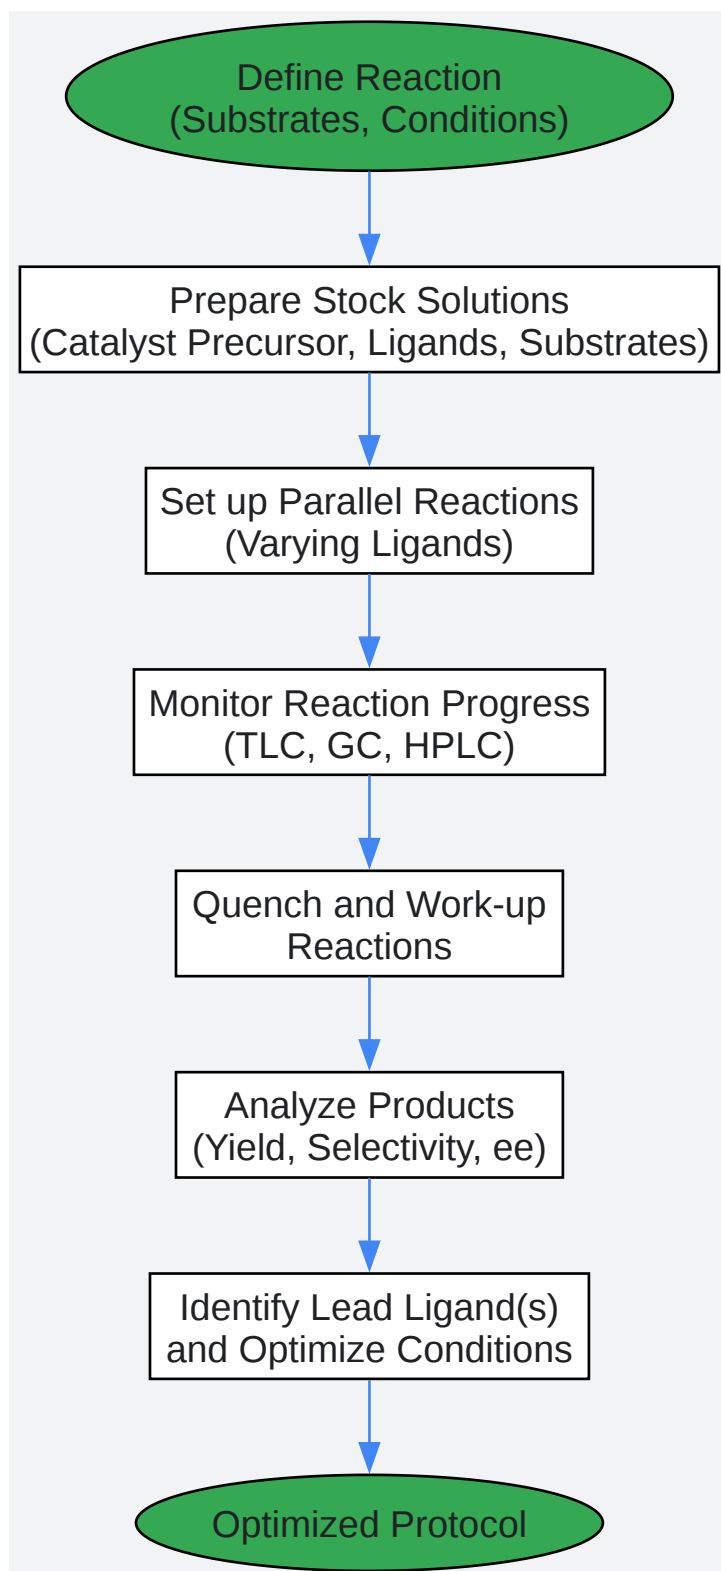 Define Reaction
(Substrates, Conditions)
Prepare Stock Solutions
(Catalyst Precursor, Ligands, Substrates)
Set up Parallel Reactions
(Varying Ligands)
Monitor Reaction Progress
(TLC, GC, HPLC)
Quench and Work-up
Reactions
Analyze Products
(Yield, Selectivity, ee)
Identify Lead Ligand(s)
and Optimize Conditions
Optimized Protocol